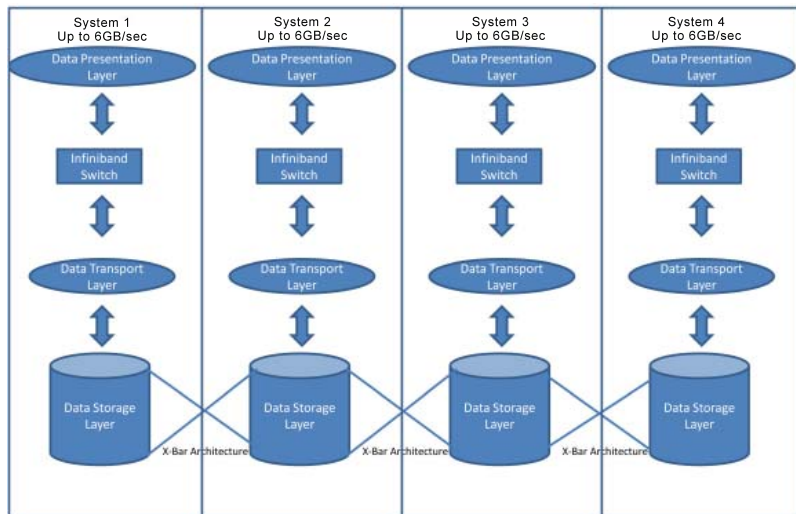 System 1
Up to 6GB/sec
Data Presentation
Layer
Infiniband
Switch
Data Transport
Layer
Data Storage
Layer
X-Bar Architecture
System 2
Up to 6GB/sec
Data Presentation
Layer
Infiniband
Switch
Data Transport
Layer
Data Storage
Layer
X-Bar Architecture
System 3
Up to 6GB/sec
Data Presentation
Layer
Infiniband
Switch
Data Transport
Layer
Data Storage
Layer
X-Bar Architecture
System 4
Up to 6GB/sec
Data Presentation
Layer
Infiniband
Switch
Data Transport
Layer
Data Storage
Layer